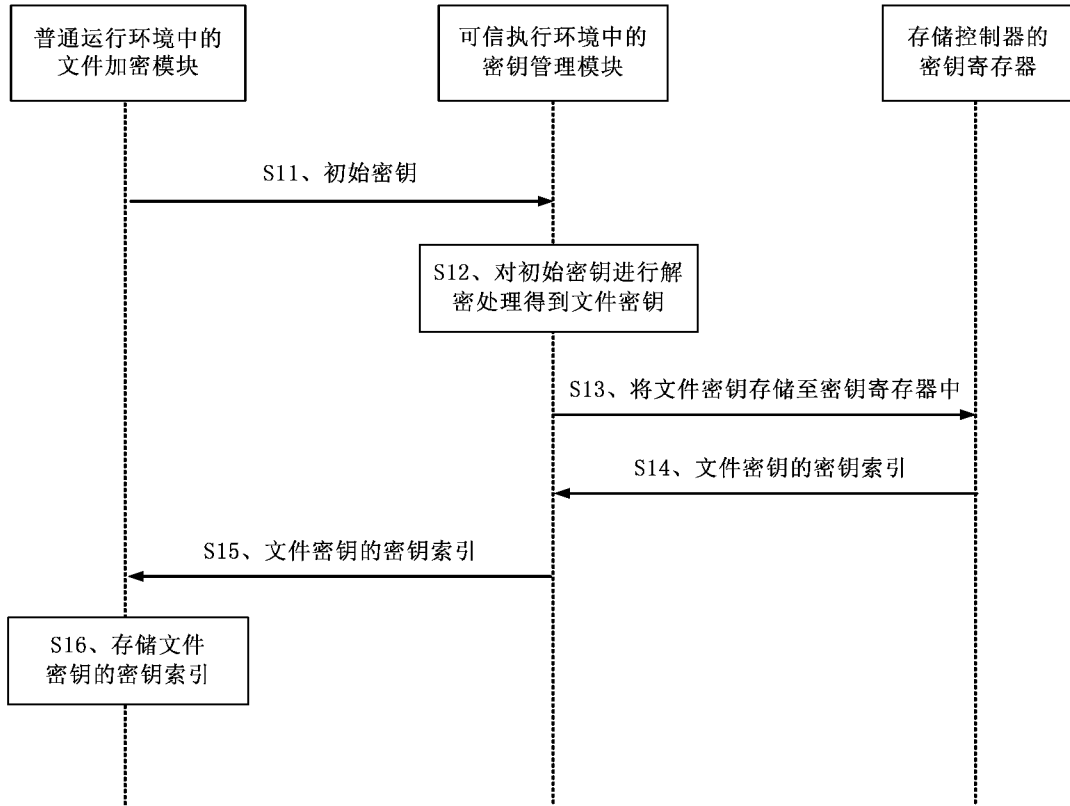 普通运行环境中的
文件加密模块
可信执行环境中的
密钥管理模块
存储控制器的
密钥寄存器
S11、初始密钥
S12、对初始密钥进行解
密处理得到文件密钥
S13、将文件密钥存储至密钥寄存器中
S14、文件密钥的密钥索引
S15、文件密钥的密钥索引
S16、存储文件
密钥的密钥索引